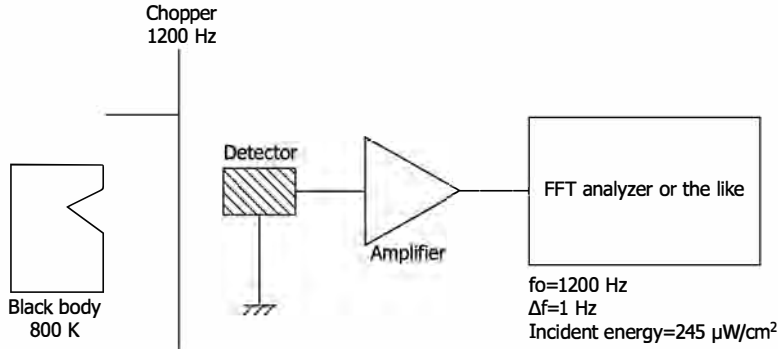 Chopper
1200 Hz
Detector
FFT analyzer or the like
Amplifier
Black body
800 K
fo=1200 Hz
Δf=1 Hz
Incident energy=245 μW/cm²